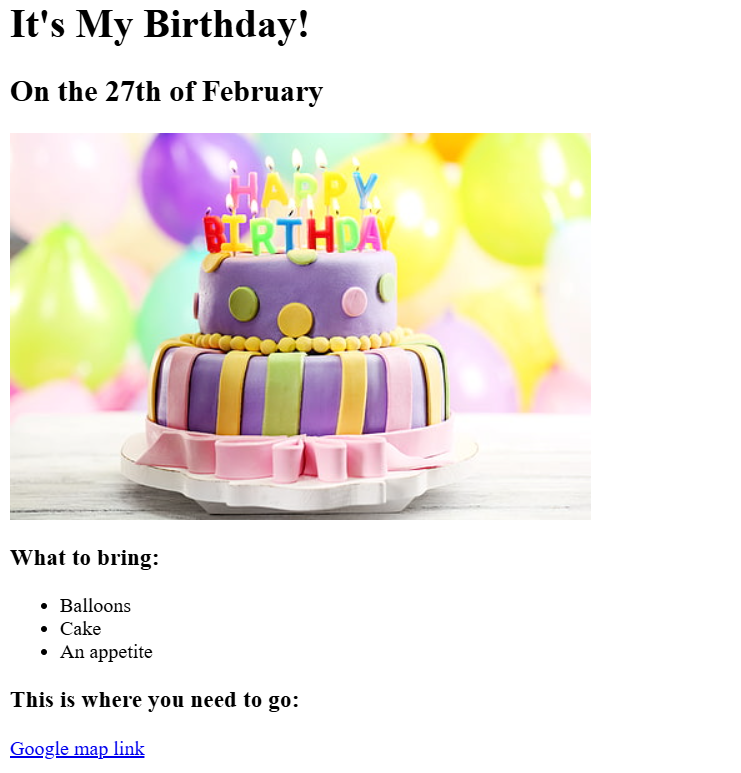 It's My Birthday!
On the 27th of February
HAPPY
BIRTHDAY
What to bring:
Balloons
Cake
An appetite
This is where you need to go:
Google map link